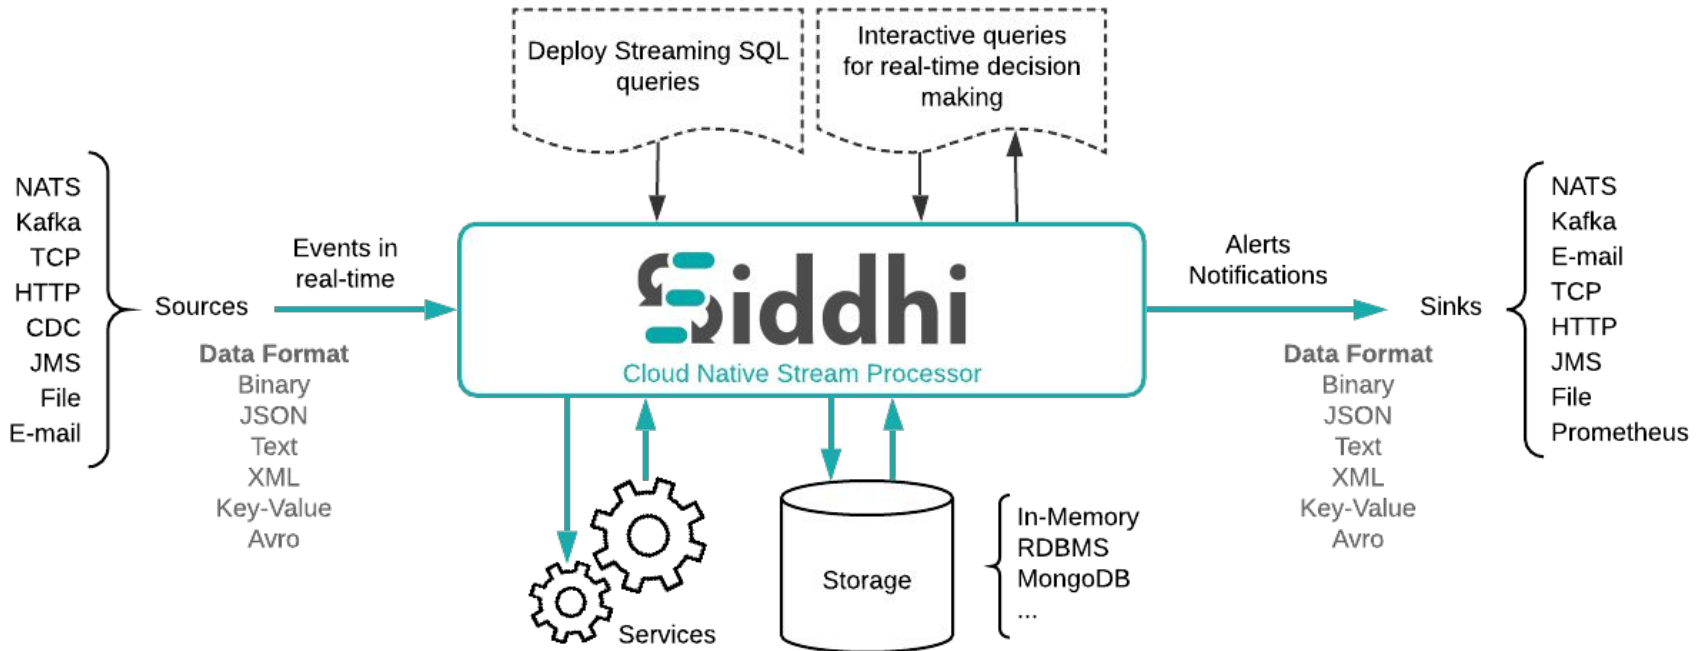 Deploy Streaming SQL
queries
Interactive queries
for real-time decision
making
NATS
Kafka
TCP
HTTP
CDC
JMS
File
E-mail
Sources
Events in
real-time
Data Format
Binary
JSON
Text
XML
Key-Value
Avro
Siddhi
Cloud Native Stream Processor
Services
Storage
In-Memory
RDBMS
MongoDB
...
Alerts
Notifications
Sinks
Data Format
Binary
JSON
Text
XML
Key-Value
Avro
NATS
Kafka
E-mail
TCP
HTTP
JMS
File
Prometheus